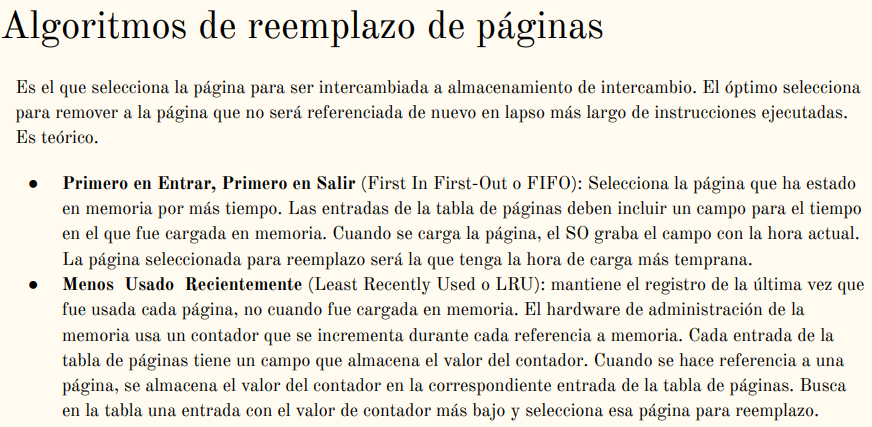 Algoritmos de reemplazo de páginas
Es el que selecciona la página para ser intercambiada a almacenamiento de intercambio. El óptimo selecciona
para remover a la página que no será referenciada de nuevo en lapso más largo de instrucciones ejecutadas.
Es teórico.
● Primero en Entrar, Primero en Salir (First In First-Out o FIFO): Selecciona la página que ha estado
en memoria por más tiempo. Las entradas de la tabla de páginas deben incluir un campo para el tiempo
en el que fue cargada en memoria. Cuando se carga la página, el SO graba el campo con la hora actual.
La página seleccionada para reemplazo será la que tenga la hora de carga más temprana.
● Menos Usado Recientemente (Least Recently Used o LRU): mantiene el registro de la última vez que
fue usada cada página, no cuando fue cargada en memoria. El hardware de administración de la
memoria usa un contador que se incrementa durante cada referencia a memoria. Cada entrada de la
tabla de páginas tiene un campo que almacena el valor del contador. Cuando se hace referencia a una
página, se almacena el valor del contador en la correspondiente entrada de la tabla de páginas. Busca
en la tabla una entrada con el valor de contador más bajo y selecciona esa página para reemplazo.